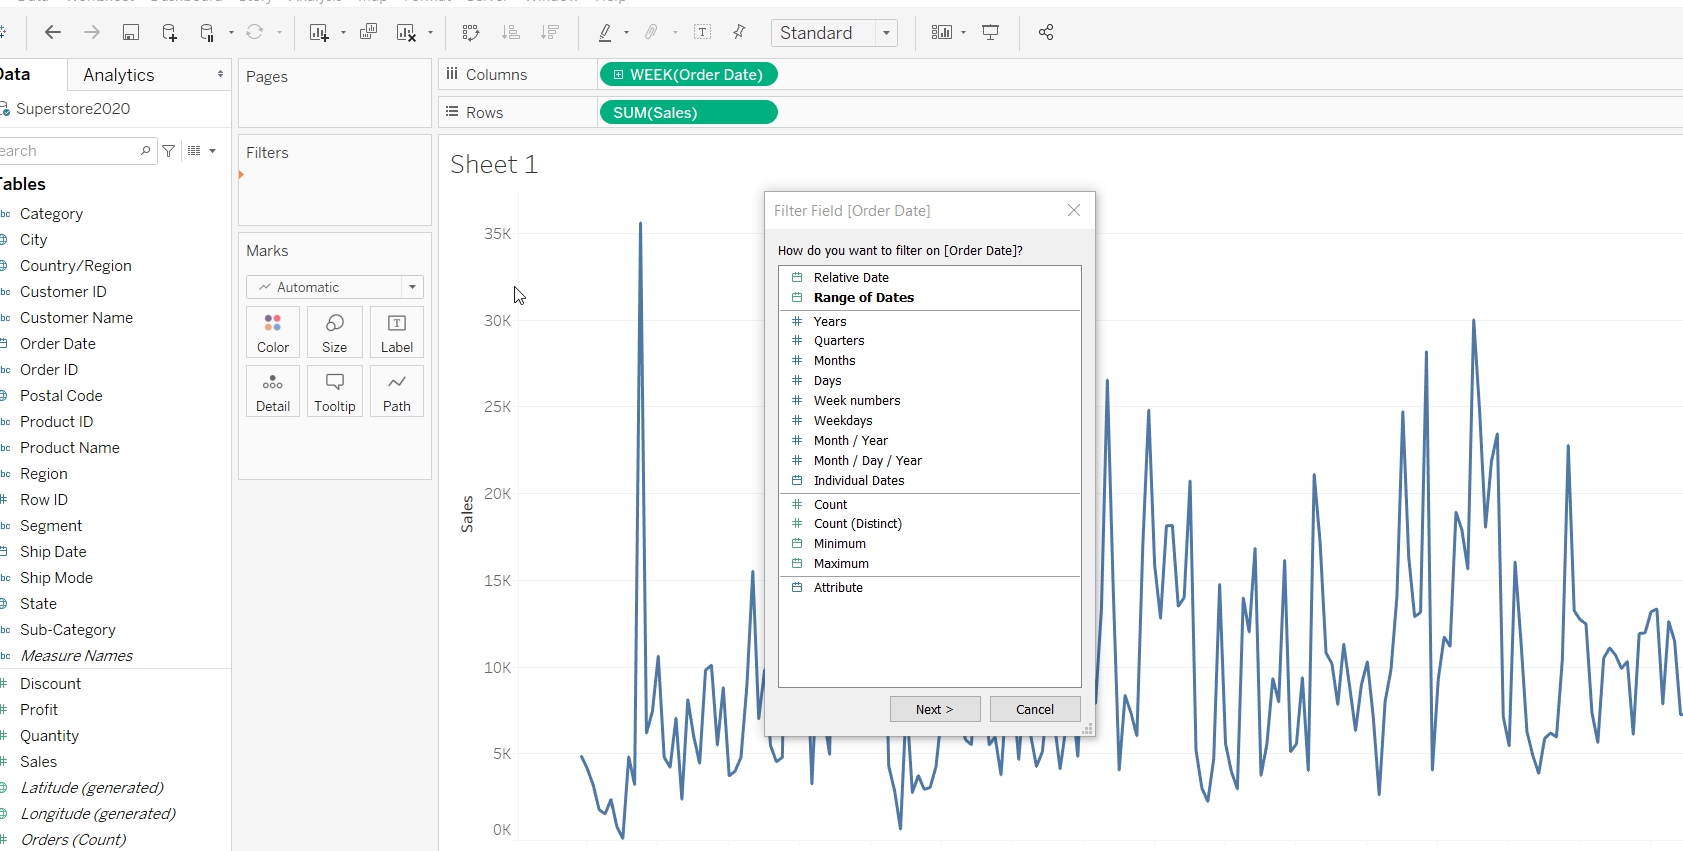 Standard
Data
Analytics
Pages
Columns
WEEK(Order Date)
Superstore2020
Rows
SUM(Sales)
earch
Filters
Sheet 1
Tables
Category
City
Country/Region
Customer ID
Customer Name
Order Date
Order ID
Postal Code
Product ID
Product Name
Region
Row ID
Segment
Ship Date
Ship Mode
State
Sub-Category
Measure Names
Discount
Profit
Quantity
Sales
Latitude (generated)
Longitude (generated)
Orders (Count)
Marks
Automatic
Color
Size
Label
Detail
Tooltip
Path
Sales
35K
30K
25K
20K
15K
10K
5K
0K
Filter Field [Order Date]
How do you want to filter on [Order Date]?
Relative Date
Range of Dates
Years
Quarters
Months
Days
Week numbers
Weekdays
Month / Year
Month / Day / Year
Individual Dates
Count
Count (Distinct)
Minimum
Maximum
Attribute
Next >
Cancel